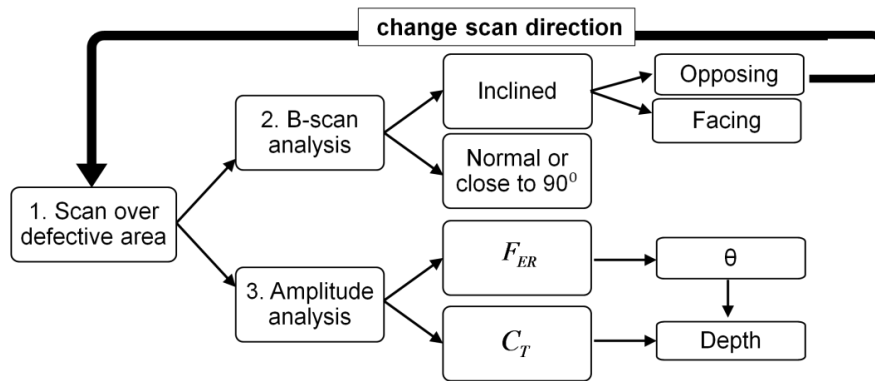 change scan direction
Opposing
Inclined
2. B-scan
analysis
Facing
Normal or
close to 90⁰
1. Scan over
defective area
F_ER
θ
3. Amplitude
analysis
C_T
Depth